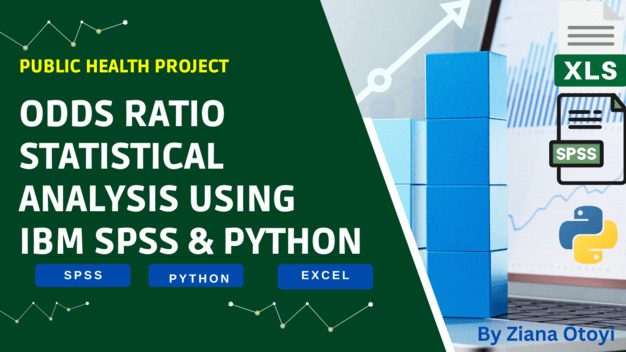 PUBLIC HEALTH PROJECT
ODDS RATIO
STATISTICAL
ANALYSIS USING
IBM SPSS & PYTHON
SPSS
PYTHON
EXCEL
XLS
SPSS
By Ziana Otoyi